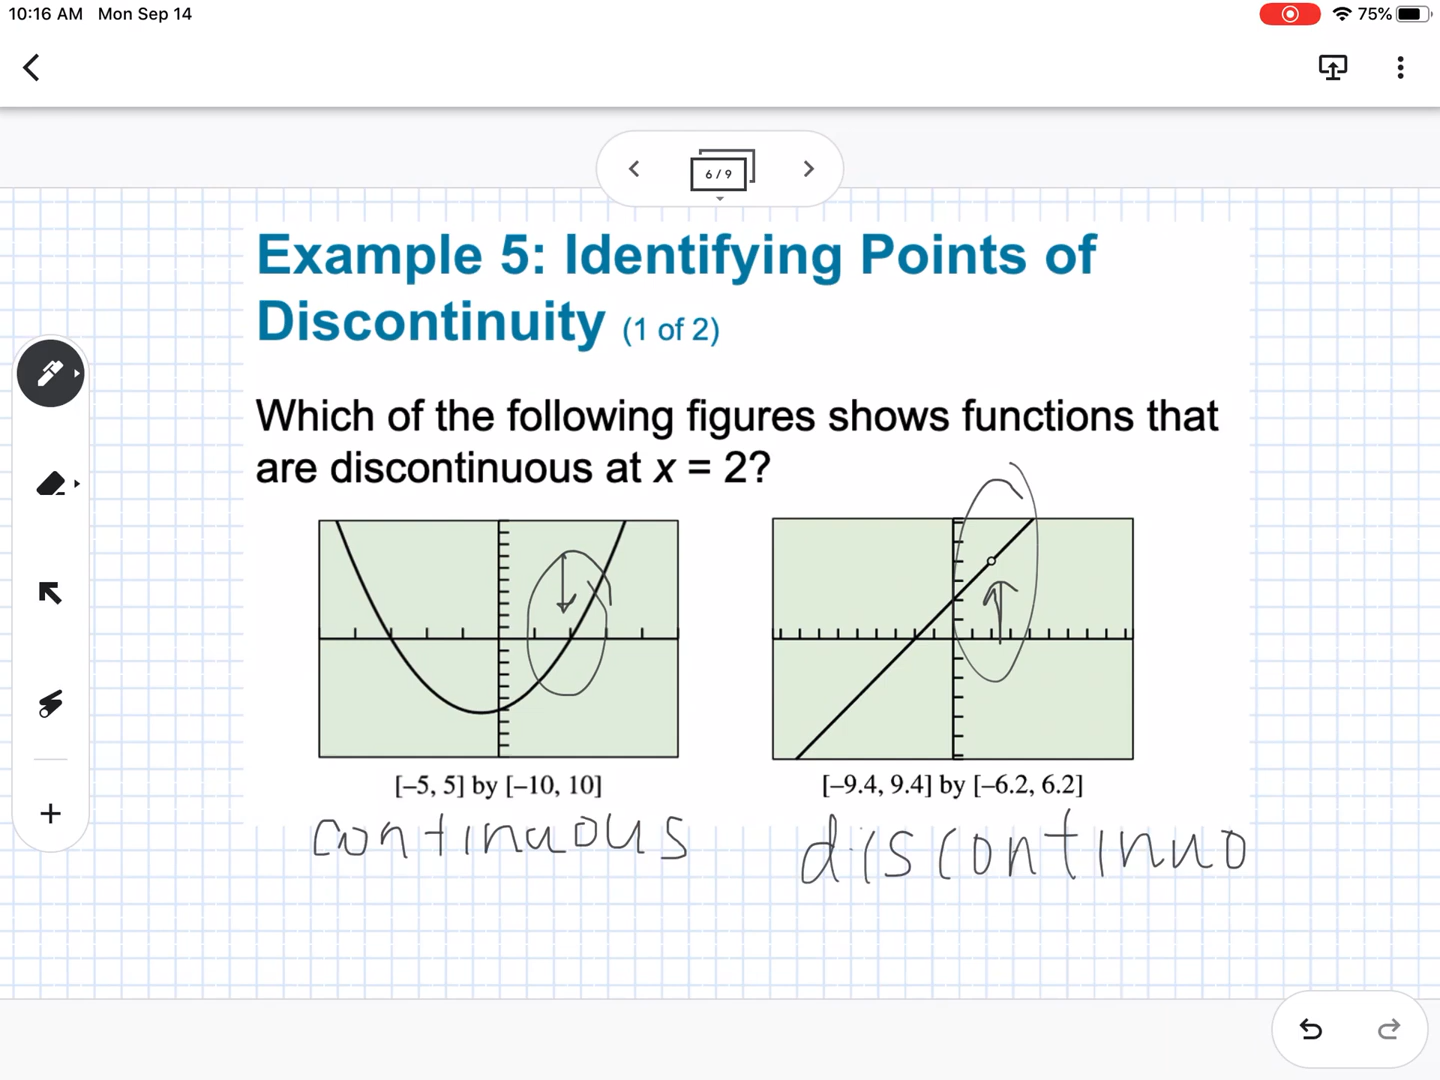 10:16 AM Mon Sep 14
75%
6 / 9
Example 5: Identifying Points of
Discontinuity (1 of 2)
Which of the following figures shows functions that
are discontinuous at x = 2?
[–5, 5] by [–10, 10]
[–9.4, 9.4] by [–6.2, 6.2]
continuous
discontinuo